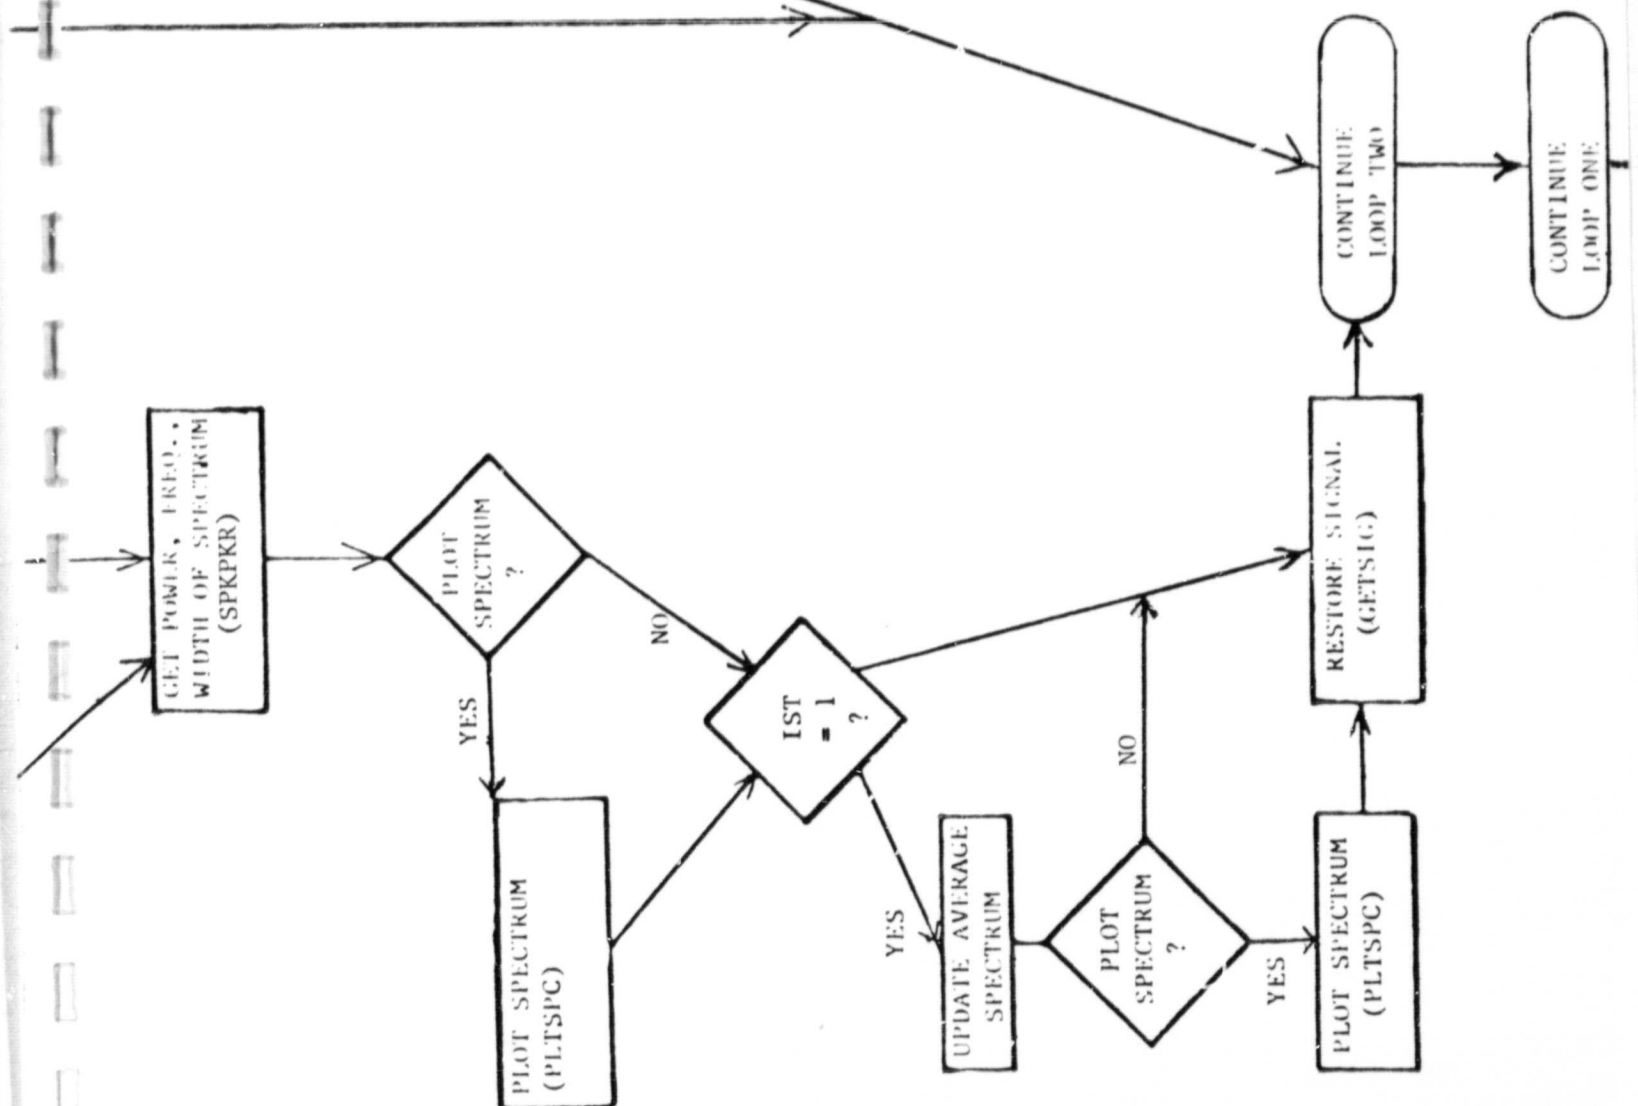 GET POWER, FREQ.,
WIDTH OF SPECTRUM
(SPKPKR)
PLOT
SPECTRUM
?
YES
NO
PLOT SPECTRUM
(PLTSPC)
IST
= 1
?
YES
UPDATE AVERAGE
SPECTRUM
PLOT
SPECTRUM
?
NO
YES
PLOT SPECTRUM
(PLTSPC)
RESTORE SIGNAL
(GETSIG)
CONTINUE
LOOP TWO
CONTINUE
LOOP ONE